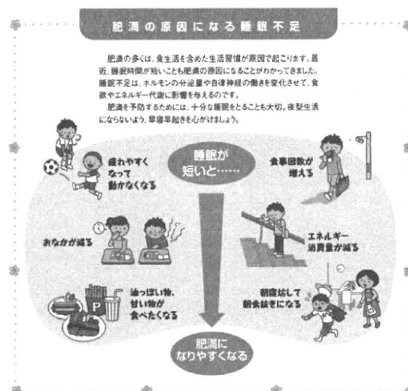 肥満の原因になる睡眠不足
肥満の多くは、食生活を含めた生活習慣が原因で起こります。最
近、睡眠時間が短いことも肥満の原因になることがわかってきました。
睡眠不足は、ホルモンの分泌量や自律神経の働きを変化させて、食
欲やエネルギー代謝に影響を与えるのです。
肥満を予防するためには、十分な睡眠をとることも大切。夜型生活
にならないよう、早寝早起きを心がけましょう。
睡眠が
短いと……
疲れやすく
なって
動かなくなる
食事回数が
増える
おなかが減る
エネルギー
消費量が減る
油っぽい物、
甘い物が
食べたくなる
P
朝寝坊して
朝食抜きになる
肥満に
なりやすくなる